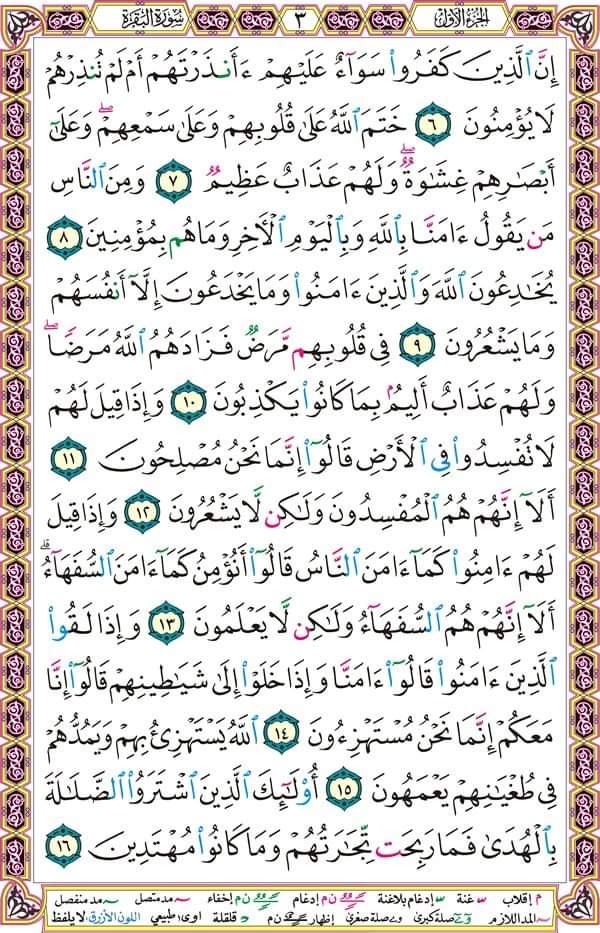 الجزء الأول ٣ سورة البقرة
إِنَّ ٱلَّذِينَ كَفَرُوا۟ سَوَآءٌ عَلَيْهِمْ ءَأَنذَرْتَهُمْ أَمْ لَمْ تُنذِرْهُمْ
لَا يُؤْمِنُونَ ٦ خَتَمَ ٱللَّهُ عَلَىٰ قُلُوبِهِمْ وَعَلَىٰ سَمْعِهِمْ ۖ وَعَلَىٰٓ
أَبْصَٰرِهِمْ غِشَٰوَةٌ ۖ وَلَهُمْ عَذَابٌ عَظِيمٌ ٧ وَمِنَ ٱلنَّاسِ
مَن يَقُولُ ءَامَنَّا بِٱللَّهِ وَبِٱلْيَوْمِ ٱلْءَاخِرِ وَمَا هُم بِمُؤْمِنِينَ ٨
يُخَٰدِعُونَ ٱللَّهَ وَٱلَّذِينَ ءَامَنُوا۟ وَمَا يَخْدَعُونَ إِلَّآ أَنفُسَهُمْ
وَمَا يَشْعُرُونَ ٩ فِى قُلُوبِهِم مَّرَضٌ فَزَادَهُمُ ٱللَّهُ مَرَضًا ۖ
وَلَهُمْ عَذَابٌ أَلِيمٌۢ بِمَا كَانُوا۟ يَكْذِبُونَ ١٠ وَإِذَا قِيلَ لَهُمْ
لَا تُفْسِدُوا۟ فِى ٱلْأَرْضِ قَالُوٓا۟ إِنَّمَا نَحْنُ مُصْلِحُونَ ١١
أَلَآ إِنَّهُمْ هُمُ ٱلْمُفْسِدُونَ وَلَٰكِن لَّا يَشْعُرُونَ ١٢ وَإِذَا قِيلَ
لَهُمْ ءَامِنُوا۟ كَمَآ ءَامَنَ ٱلنَّاسُ قَالُوٓا۟ أَنُؤْمِنُ كَمَآ ءَامَنَ ٱلسُّفَهَآءُ ۗ
أَلَآ إِنَّهُمْ هُمُ ٱلسُّفَهَآءُ وَلَٰكِن لَّا يَعْلَمُونَ ١٣ وَإِذَا لَقُوا۟
ٱلَّذِينَ ءَامَنُوا۟ قَالُوٓا۟ ءَامَنَّا وَإِذَا خَلَوْا۟ إِلَىٰ شَيَٰطِينِهِمْ قَالُوٓا۟ إِنَّا
مَعَكُمْ إِنَّمَا نَحْنُ مُسْتَهْزِءُونَ ١٤ ٱللَّهُ يَسْتَهْزِئُ بِهِمْ وَيَمُدُّهُمْ
فِى طُغْيَٰنِهِمْ يَعْمَهُونَ ١٥ أُو۟لَٰٓئِكَ ٱلَّذِينَ ٱشْتَرَوُا۟ ٱلضَّلَٰلَةَ
بِٱلْهُدَىٰ فَمَا رَبِحَت تِّجَٰرَتُهُمْ وَمَا كَانُوا۟ مُهْتَدِينَ ١٦
م إقلاب غنة إدغام بلاغنة ن م إدغام ن م إخفاء مد متصل مد منفصل
المد اللازم صلة كبرى صلة صغرى إظهار ن م قلقلة اوى: طبيعي اللون الأزرق: لا يلفظ